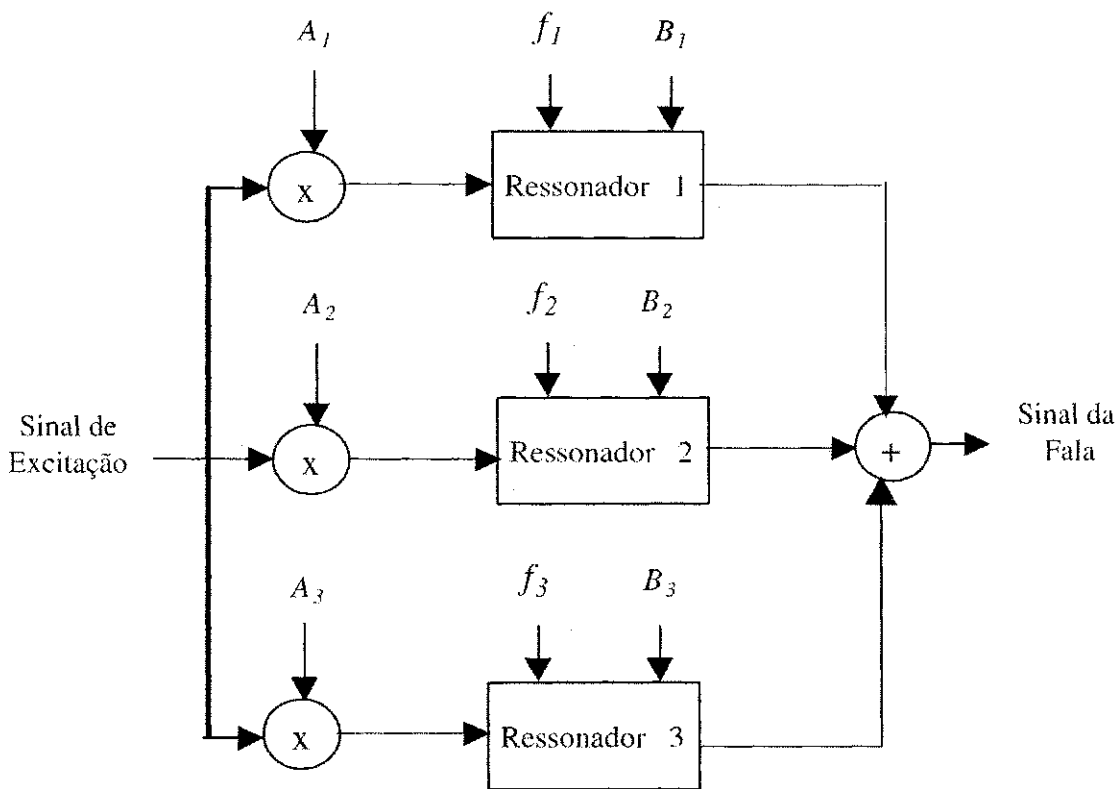 A1
f1
B1
x
Ressonador 1
A2
f2
B2
Sinal de
Excitação
x
Ressonador 2
+
Sinal da
Fala
A3
f3
B3
x
Ressonador 3